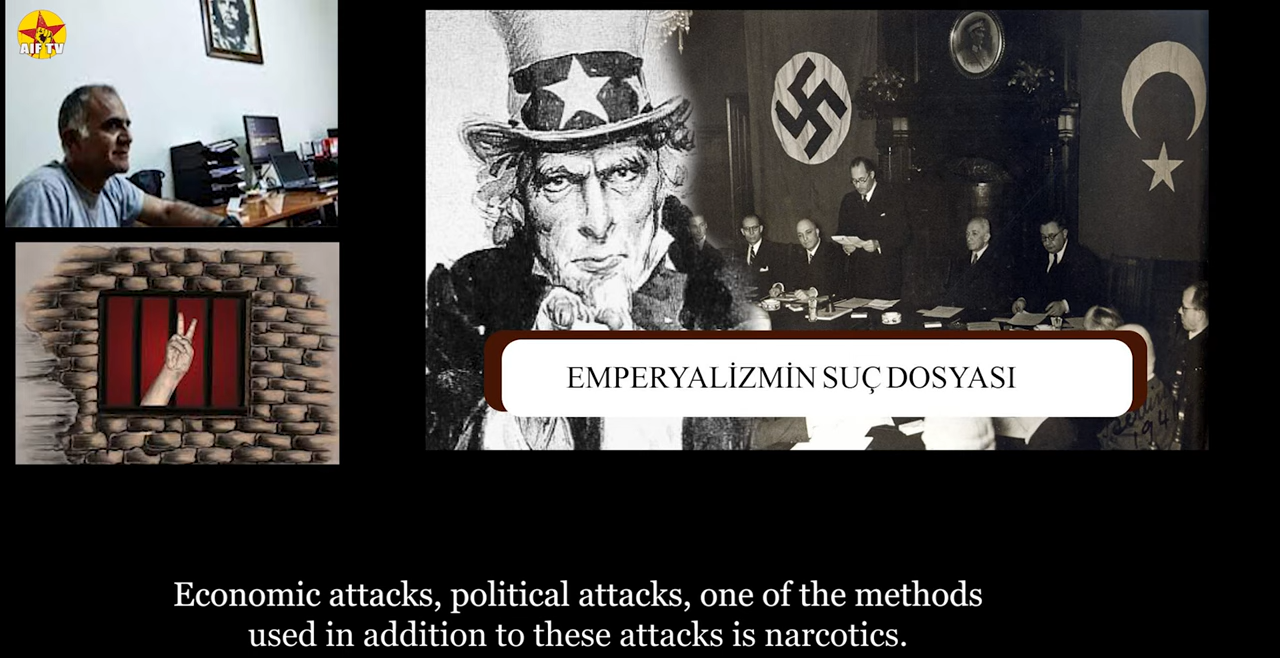 AIF TV
EMPERYALİZMİN SUÇ DOSYASI
Economic attacks, political attacks, one of the methods
used in addition to these attacks is narcotics.